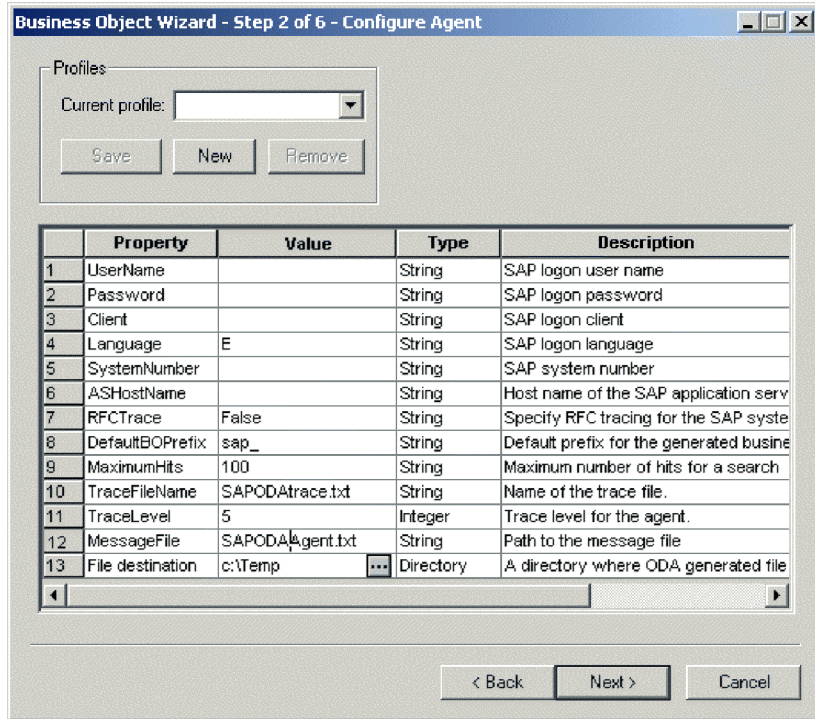 Business Object Wizard - Step 2 of 6 - Configure Agent
Profiles
Current profile:
Save New Remove
Property Value Type Description
1 UserName String SAP logon user name
2 Password String SAP logon password
3 Client String SAP logon client
4 Language E String SAP logon language
5 SystemNumber String SAP system number
6 ASHostName String Host name of the SAP application serv
7 RFCTrace False String Specify RFC tracing for the SAP syste
8 DefaultBOPrefix sap_ String Default prefix for the generated busine
9 MaximumHits 100 String Maximum number of hits for a search
10 TraceFileName SAPODAtrace.txt String Name of the trace file.
11 TraceLevel 5 Integer Trace level for the agent.
12 MessageFile SAPODAAgent.txt String Path to the message file
13 File destination c:\Temp ... Directory A directory where ODA generated file
< Back Next > Cancel